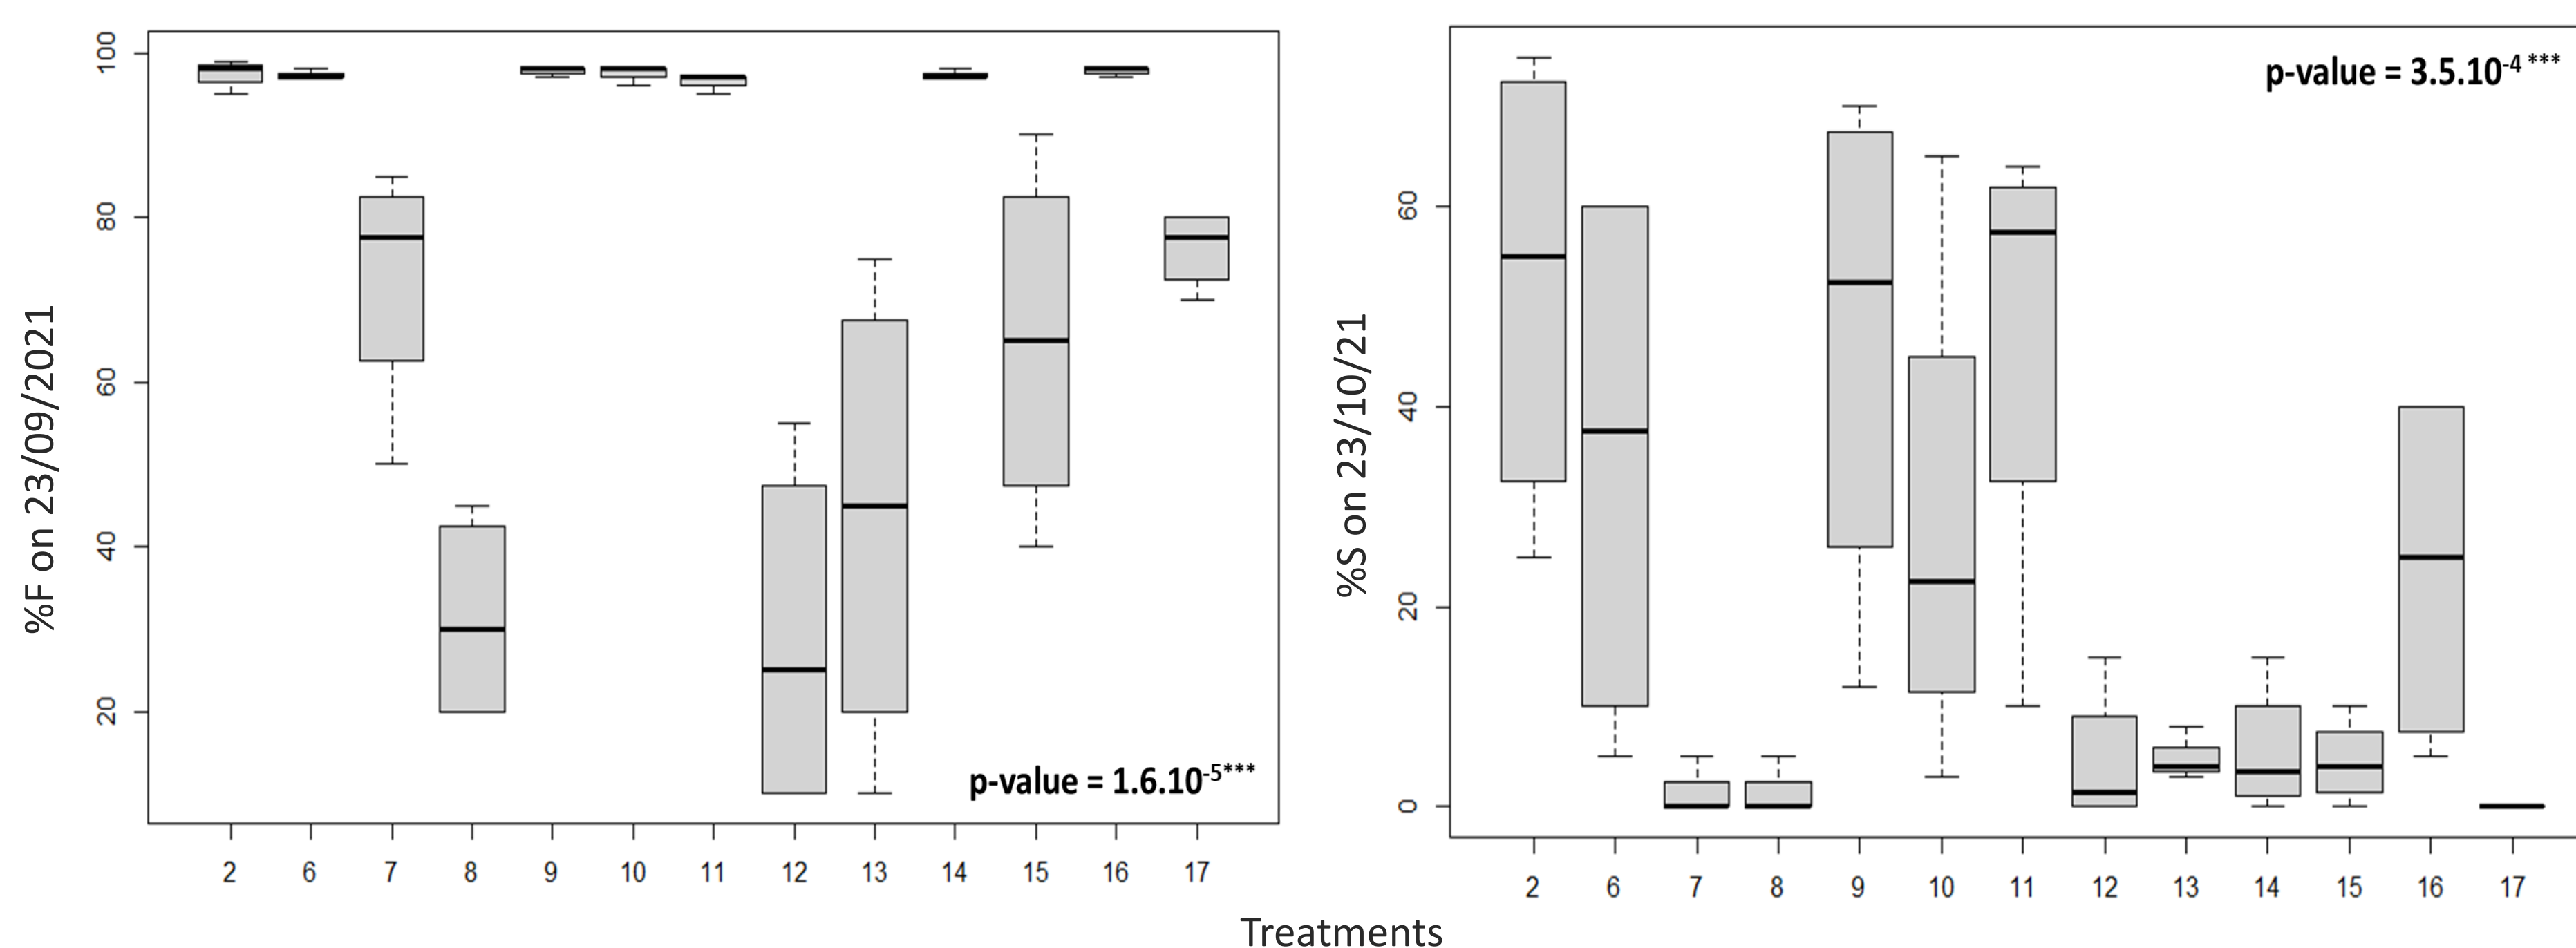 %F on 23/09/2021
100
80
60
40
20
p-value = 1.6.10-5***
2 6 7 8 9 10 11 12 13 14 15 16 17
%S on 23/10/21
60
40
20
0
p-value = 3.5.10-4 ***
2 6 7 8 9 10 11 12 13 14 15 16 17
Treatments